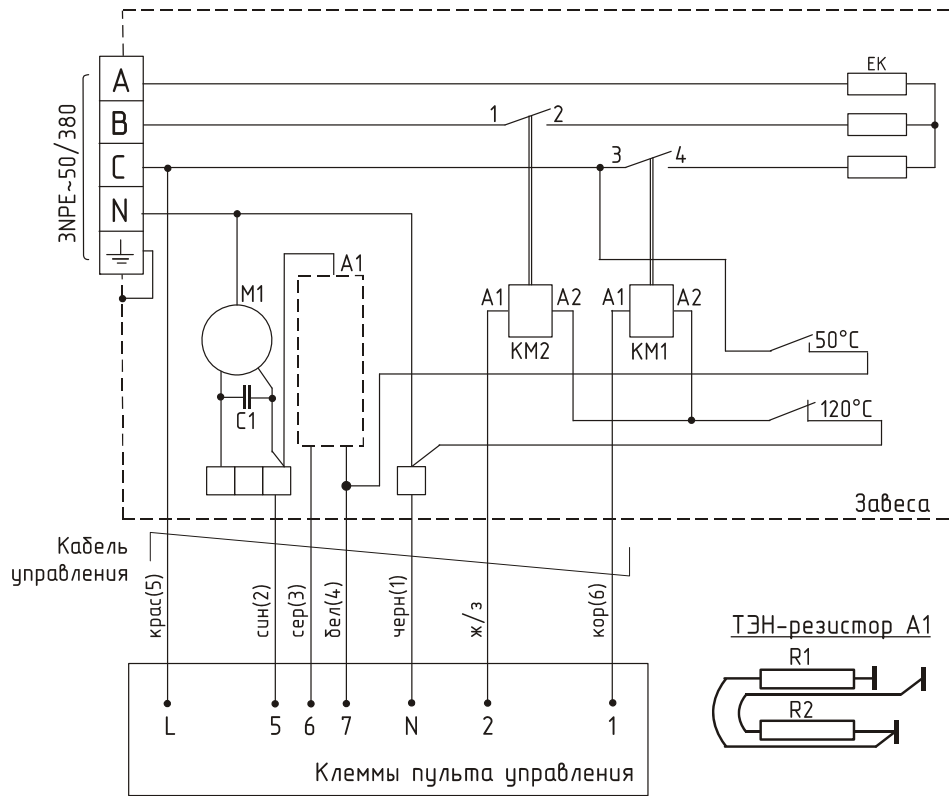 A
B
C
N
3NPE~50/380
EK
1
2
3
4
M1
A1
C1
A1
A2
KM2
A1
A2
KM1
50°C
120°C
Завеса
Кабель
управления
крас(5)
син(2)
сер(3)
бел(4)
черн(1)
ж/з
кор(6)
L
5
6
7
N
2
1
Клеммы пульта управления
ТЭН-резистор A1
R1
R2